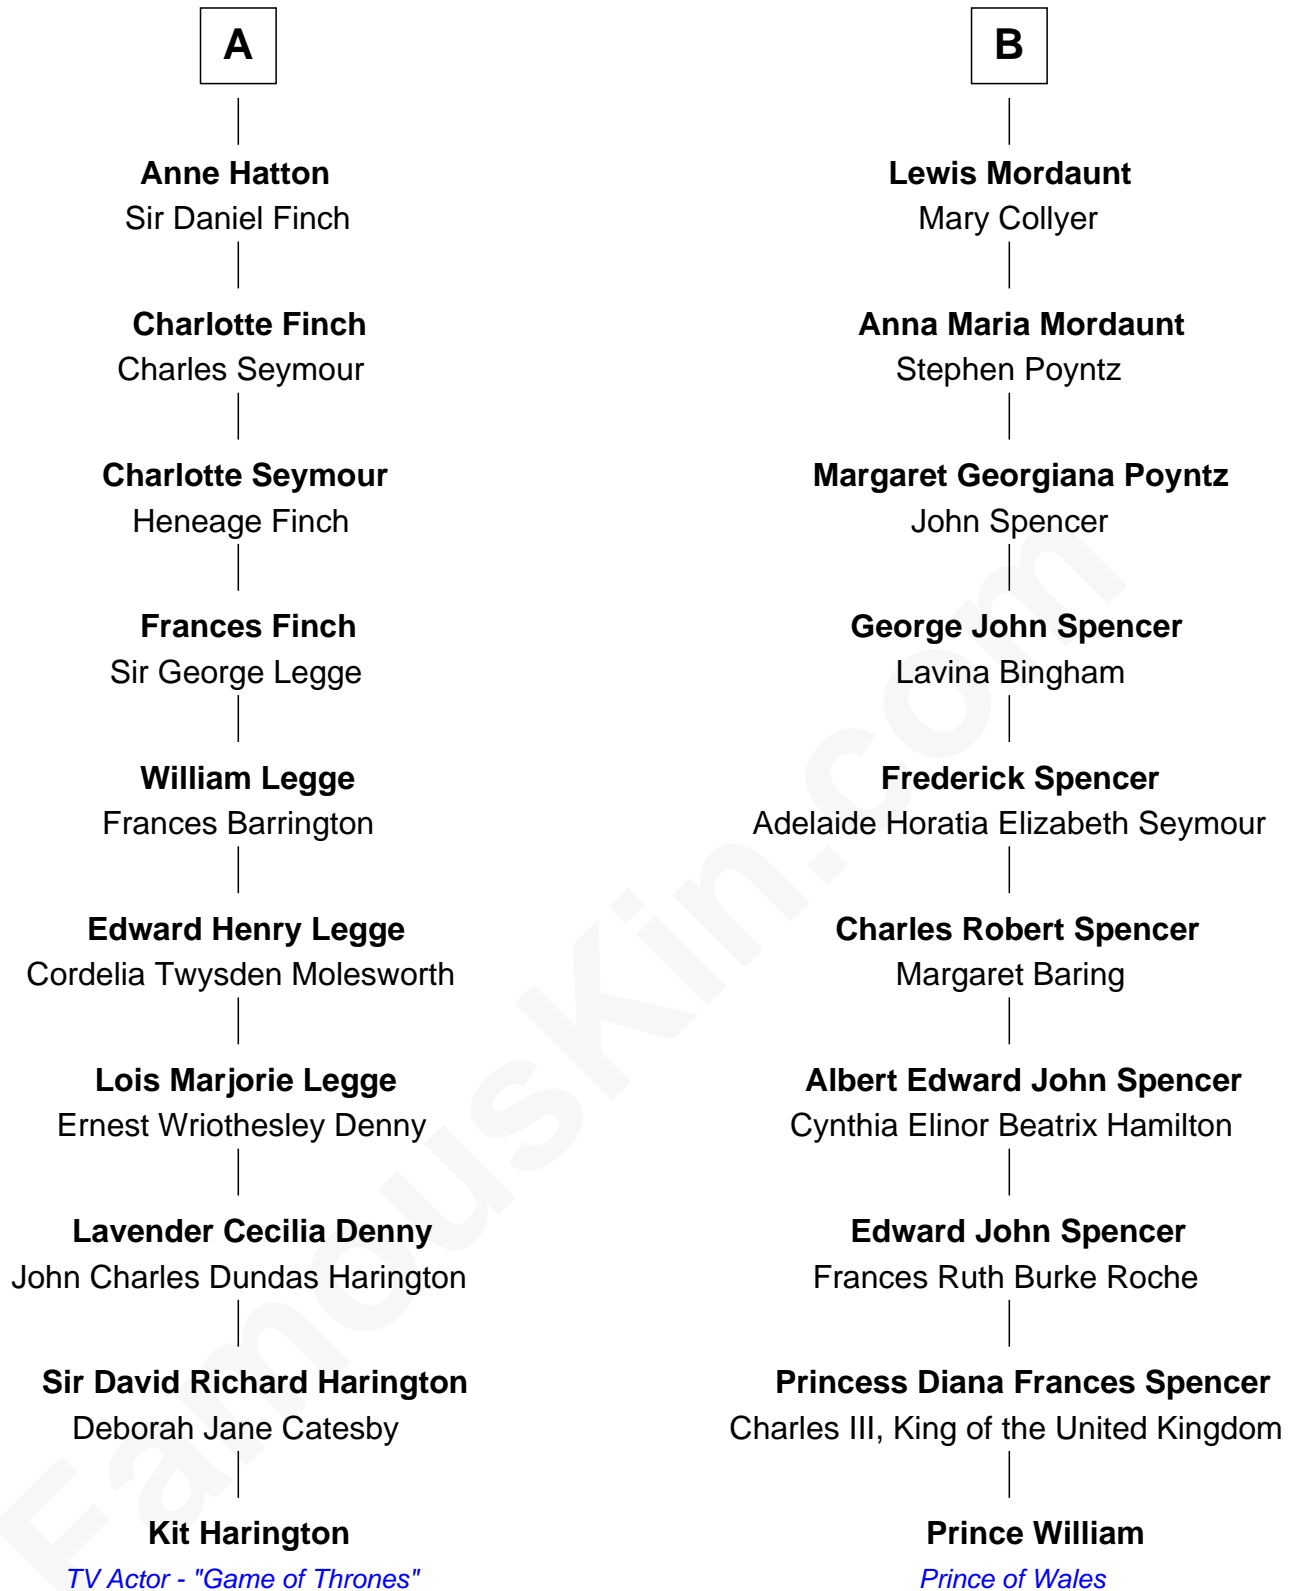 A
Anne Hatton
Sir Daniel Finch
Charlotte Finch
Charles Seymour
Charlotte Seymour
Heneage Finch
Frances Finch
Sir George Legge
William Legge
Frances Barrington
Edward Henry Legge
Cordelia Twysden Molesworth
Lois Marjorie Legge
Ernest Wriothesley Denny
Lavender Cecilia Denny
John Charles Dundas Harington
Sir David Richard Harington
Deborah Jane Catesby
Kit Harington
TV Actor - "Game of Thrones"
B
Lewis Mordaunt
Mary Collyer
Anna Maria Mordaunt
Stephen Poyntz
Margaret Georgiana Poyntz
John Spencer
George John Spencer
Lavina Bingham
Frederick Spencer
Adelaide Horatia Elizabeth Seymour
Charles Robert Spencer
Margaret Baring
Albert Edward John Spencer
Cynthia Elinor Beatrix Hamilton
Edward John Spencer
Frances Ruth Burke Roche
Princess Diana Frances Spencer
Charles III, King of the United Kingdom
Prince William
Prince of Wales
FamousKin.com